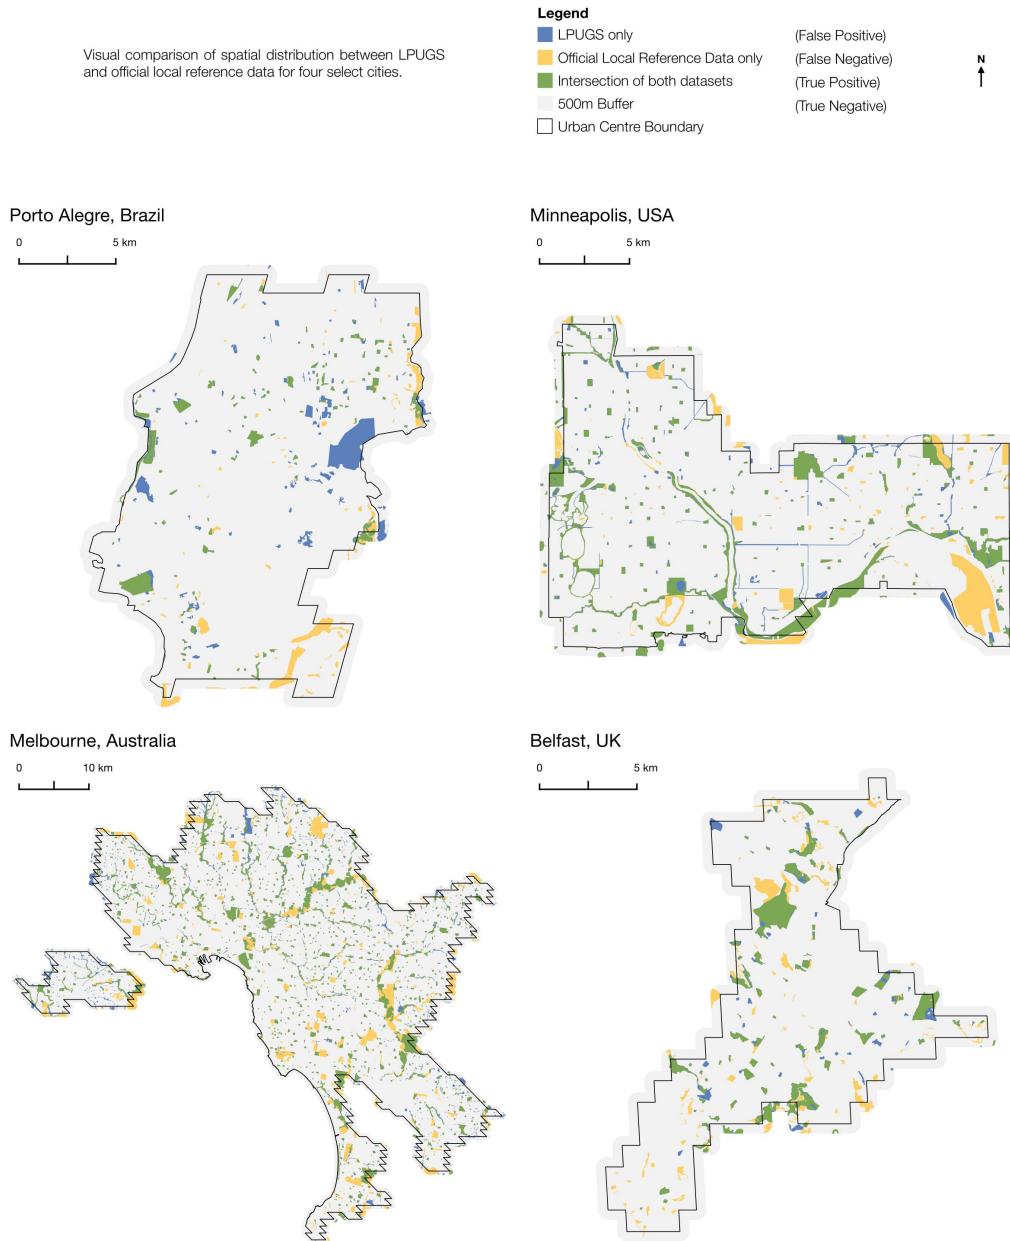 Visual comparison of spatial distribution between LPUGS
and official local reference data for four select cities.
Legend
LPUGS only (False Positive)
Official Local Reference Data only (False Negative)
Intersection of both datasets (True Positive)
500m Buffer (True Negative)
Urban Centre Boundary
N
Porto Alegre, Brazil
0 5 km
Minneapolis, USA
0 5 km
Melbourne, Australia
0 10 km
Belfast, UK
0 5 km